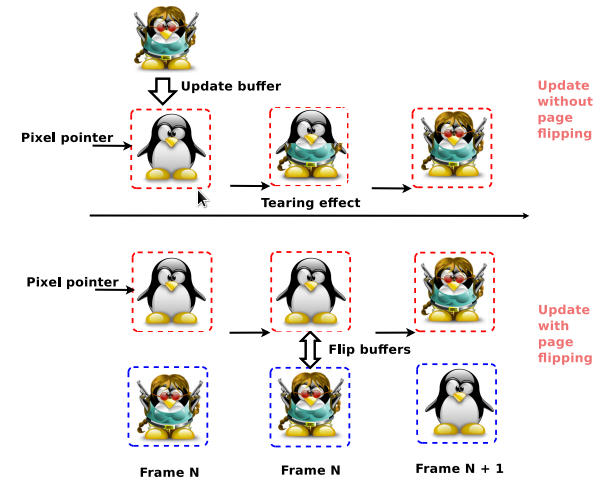 Update buffer
Update
without
page
flipping
Pixel pointer
Tearing effect
Pixel pointer
Update
with
page
flipping
Flip buffers
Frame N
Frame N
Frame N + 1